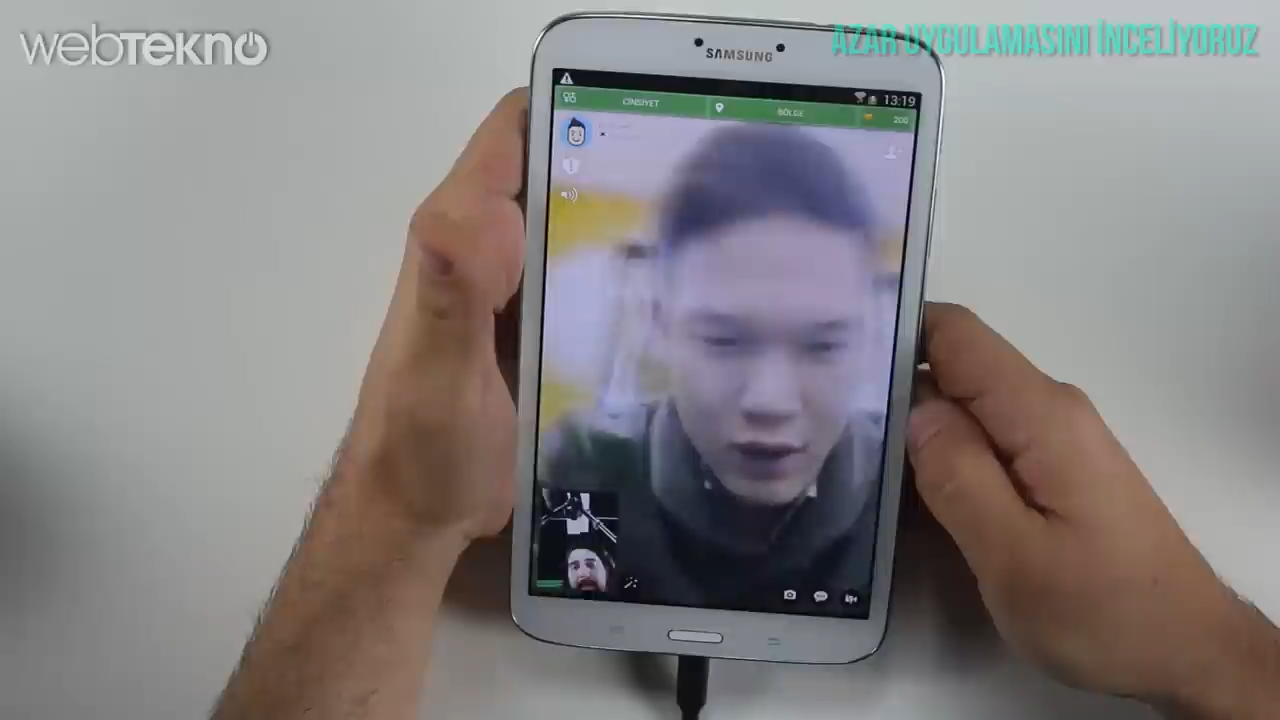 webTEKNO
AZAR UYGULAMASINI İNCELİYORUZ
SAMSUNG
13:19
CİNSİYET
BÖLGE
200